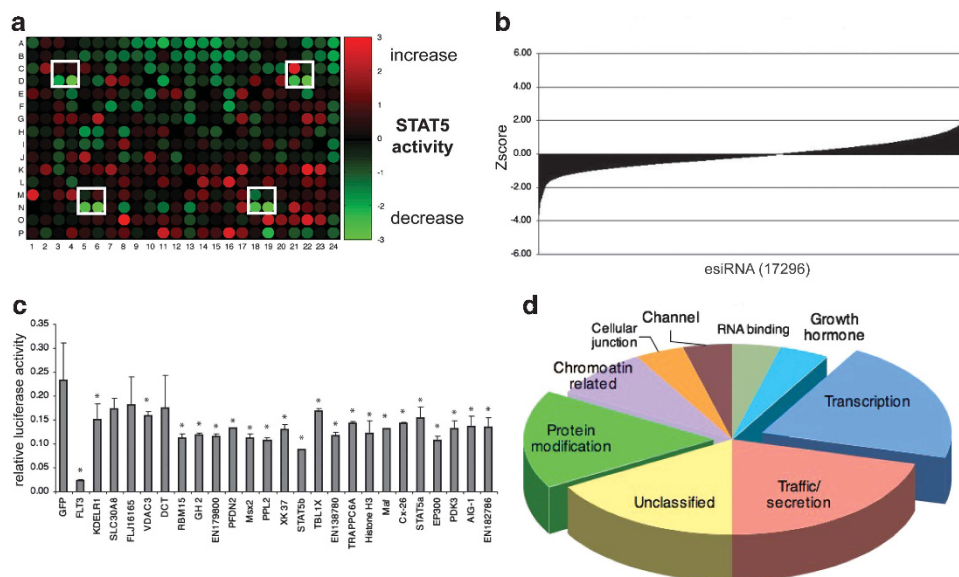 a
A
B
C
D
E
F
G
H
I
J
K
L
M
N
O
P
1 2 3 4 5 6 7 8 9 10 11 12 13 14 15 16 17 18 19 20 21 22 23 24
3
2
1
0
-1
-2
-3
increase
STAT5
activity
decrease
b
Zscore
6.00
4.00
2.00
0.00
-2.00
-4.00
-6.00
esiRNA (17296)
c
relative luciferase activity
0.35
0.30
0.25
0.20
0.15
0.10
0.05
0.00
* * * * * * * * * * * * * * * * * * * * * *
GFP
FLT3
KDELR1
SLC30A8
FLJ16165
VDAC3
DCT
RBM15
GH 2
EN179800
PFDN2
Msx2
PPL2
XK 37
STAT5b
TBL1X
EN138780
TRAPPC6A
Histone H3
Mal
Cx-26
STAT5a
EP300
PDK3
AIG-1
EN182786
d
Cellular
junction
Channel
RNA binding
Growth
hormone
Chromoatin
related
Transcription
Protein
modification
Unclassified
Traffic/
secretion